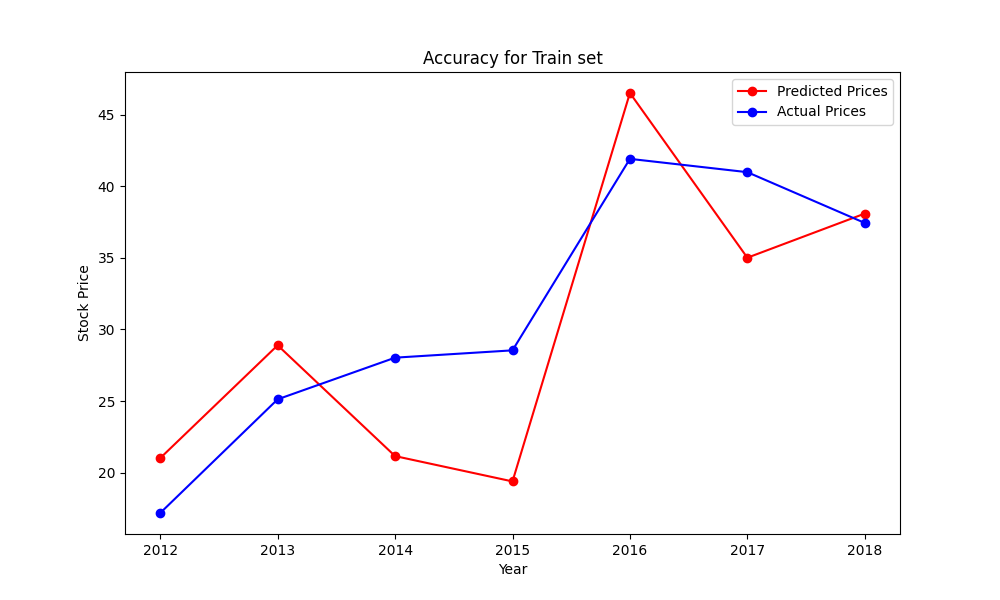 Accuracy for Train set
Predicted Prices
Actual Prices
45
40
35
30
25
20
Stock Price
2012 2013 2014 2015 2016 2017 2018
Year